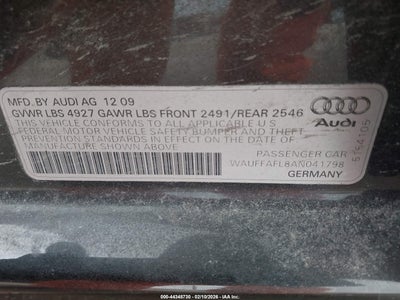 MFD.BY AUDI AG 12 09
GVWR LBS 4927 GAWR LBS FRONT 2491/REAR 2546
THIS VEHICLE CONFORMS TO ALL APPLICABLE U.S
FEDERAL MOTOR VEHICLE SAFETY BUMPER AND THEFT
PREVENTION STANDARDS IN EFFECT ON THE DATE
OF MANUFACTURE SHOWN ABOVE
PASSENGER CAR
WAUFFAFL8AN041798
GERMANY
Audi
000-44348730 - 02/10/2026 - IAA Inc.